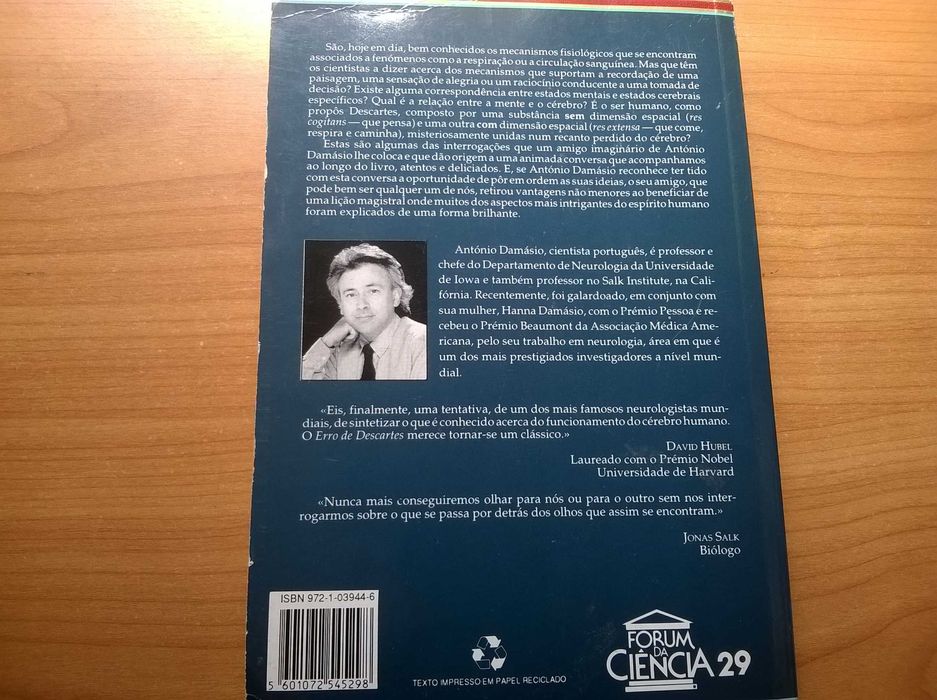 São, hoje em dia, bem conhecidos os mecanismos fisiológicos que se encontram
associados a fenómenos como a respiração ou a circulação sanguínea. Mas que têm
os cientistas a dizer acerca dos mecanismos que suportam a recordação de uma
paisagem, uma sensação de alegria ou um raciocínio conducente a uma tomada de
decisão? Existe alguma correspondência entre estados mentais e estados cerebrais
específicos? Qual é a relação entre a mente e o cérebro? É o ser humano, como
propôs Descartes, composto por uma substância sem dimensão espacial (res
cogitans — que pensa) e uma outra com dimensão espacial (res extensa — que come,
respira e caminha), misteriosamente unidas num recanto perdido do cérebro?
Estas são algumas das interrogações que um amigo imaginário de António
Damásio lhe coloca e que dão origem a uma animada conversa que acompanhamos
ao longo do livro, atentos e deliciados. E, se António Damásio reconhece ter tido
com esta conversa a oportunidade de pôr em ordem as suas ideias, o seu amigo, que
pode bem ser qualquer um de nós, retirou vantagens não menores ao beneficiar de
uma lição magistral onde muitos dos aspectos mais intrigantes do espírito humano
foram explicados de uma forma brilhante.
António Damásio, cientista português, é professor e
chefe do Departamento de Neurologia da Universidade
de Iowa e também professor no Salk Institute, na Cali-
fórnia. Recentemente, foi galardoado, em conjunto com
sua mulher, Hanna Damásio, com o Prémio Pessoa é re-
cebeu o Prémio Beaumont da Associação Médica Ame-
ricana, pelo seu trabalho em neurologia, área em que é
um dos mais prestigiados investigadores a nível mun-
dial.
«Eis, finalmente, uma tentativa, de um dos mais famosos neurologistas mun-
diais, de sintetizar o que é conhecido acerca do funcionamento do cérebro humano.
O Erro de Descartes merece tornar-se um clássico.»
DAVID HUBEL
Laureado com o Prémio Nobel
Universidade de Harvard
«Nunca mais conseguiremos olhar para nós ou para o outro sem nos inter-
rogarmos sobre o que se passa por detrás dos olhos que assim se encontram.»
JONAS SALK
Biólogo
ISBN 972-1-03944-6
5 601072 545298
TEXTO IMPRESSO EM PAPEL RECICLADO
FORUM
DA
CIÊNCIA 29